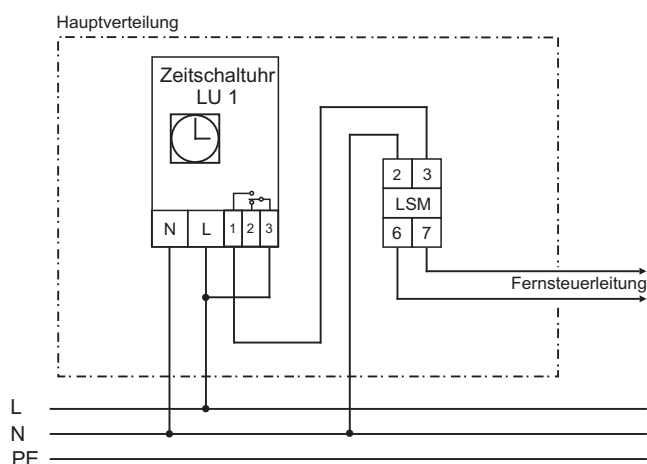 Hauptverteilung
Zeitschaltuhr
LU 1
N L 1 2 3
2 3
LSM
6 7
Fernsteuerleitung
L
N
PE